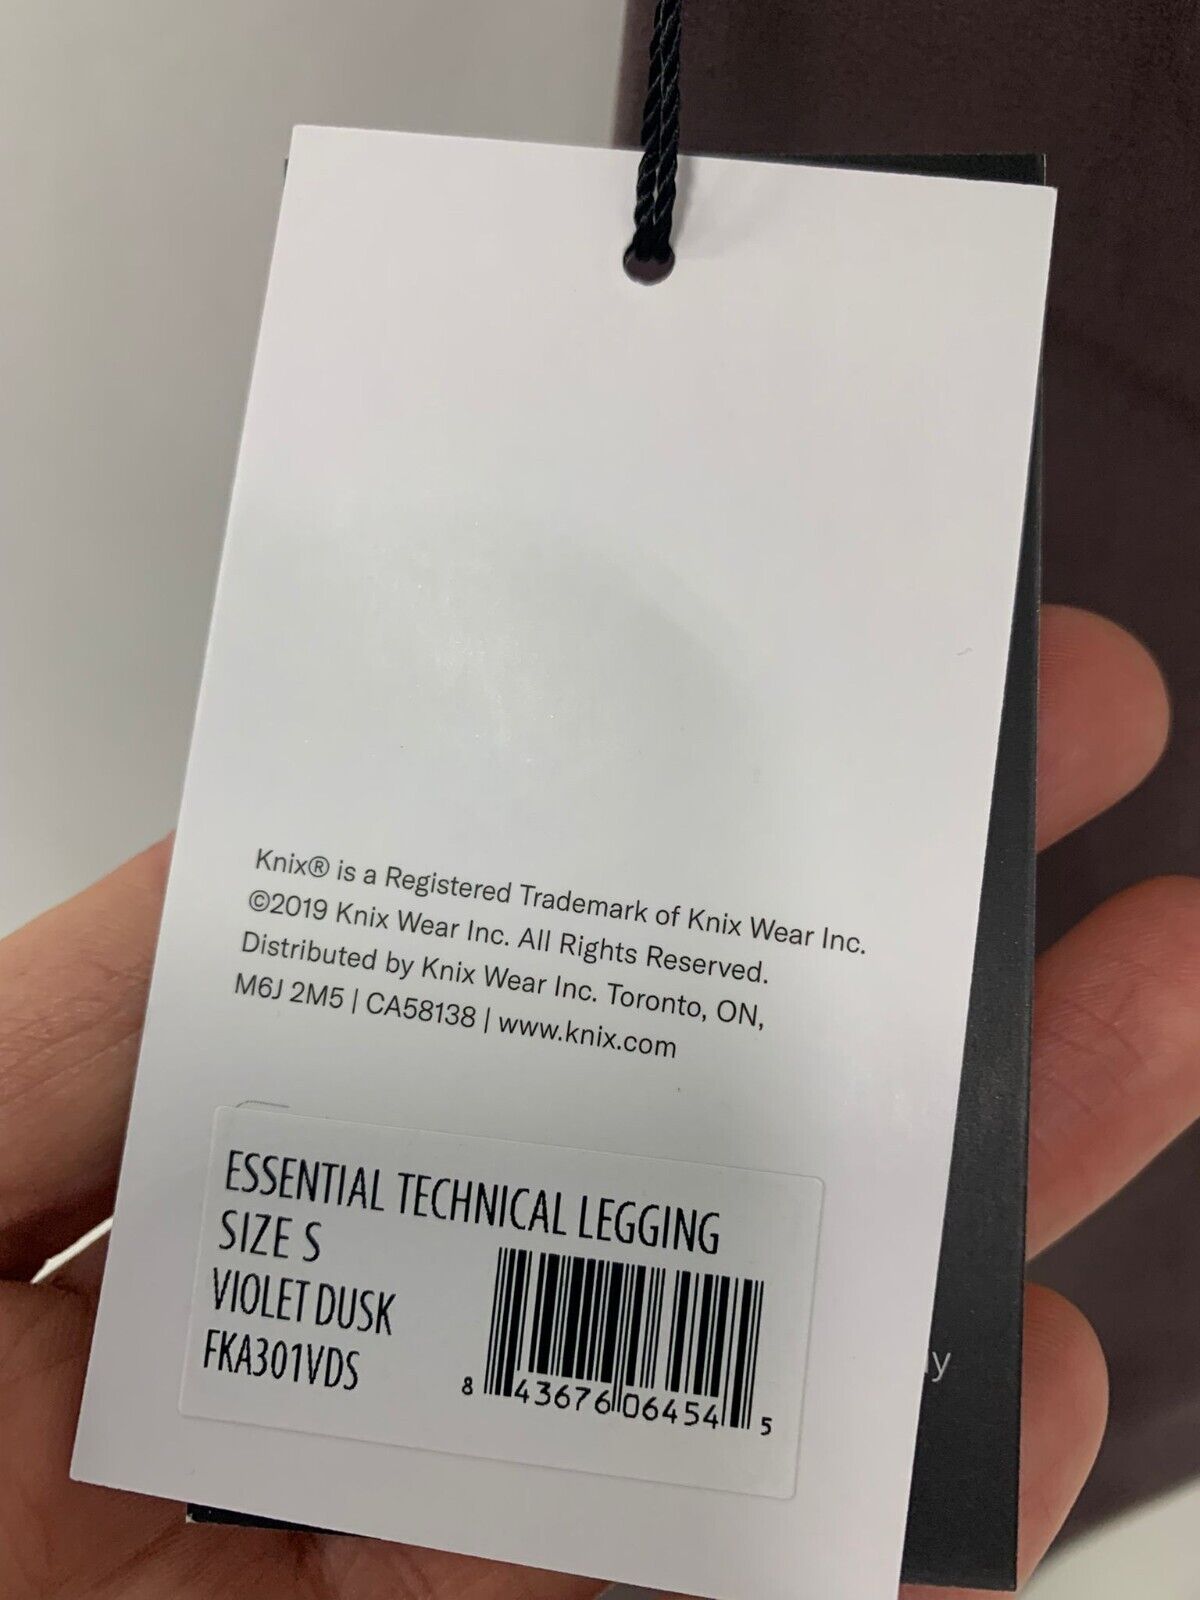 Knix® is a Registered Trademark of Knix Wear Inc.
©2019 Knix Wear Inc. All Rights Reserved.
Distributed by Knix Wear Inc. Toronto, ON,
M6J 2M5 | CA58138 | www.knix.com
ESSENTIAL TECHNICAL LEGGING
SIZE S
VIOLET DUSK
FKA301VDS
8 43676 06454 5